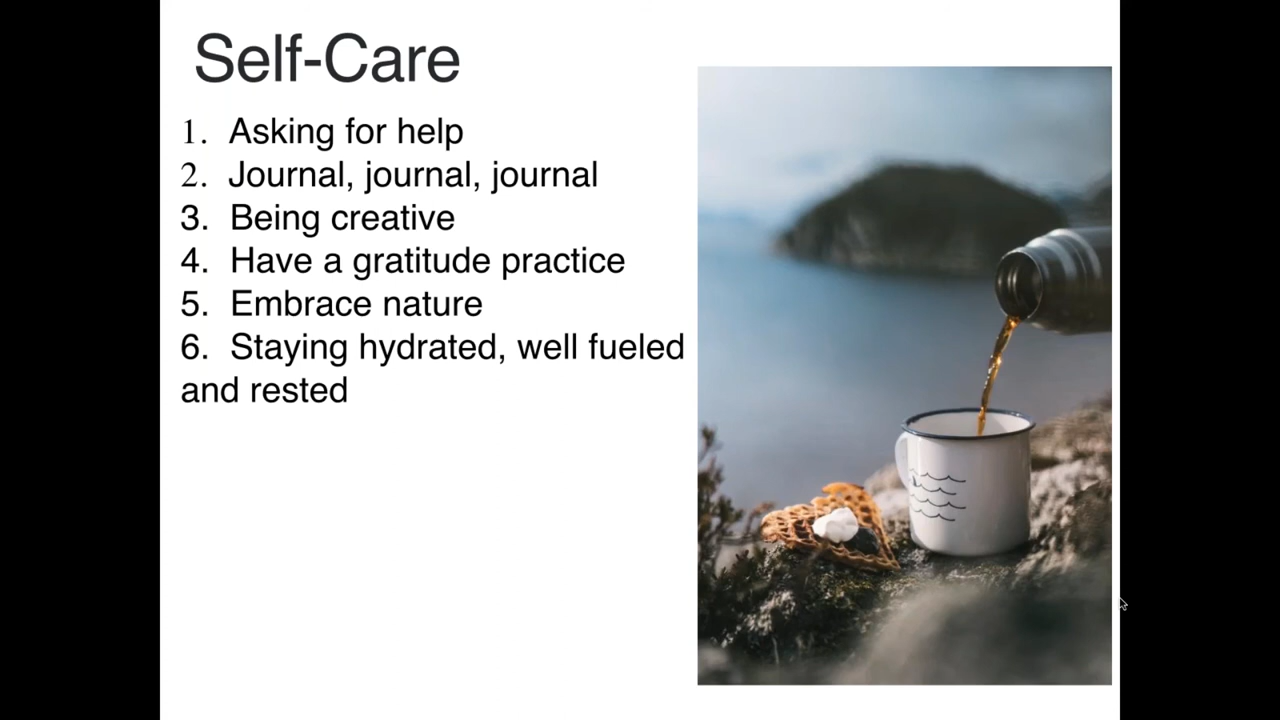 Self-Care
1. Asking for help
2. Journal, journal, journal
3. Being creative
4. Have a gratitude practice
5. Embrace nature
6. Staying hydrated, well fueled
and rested